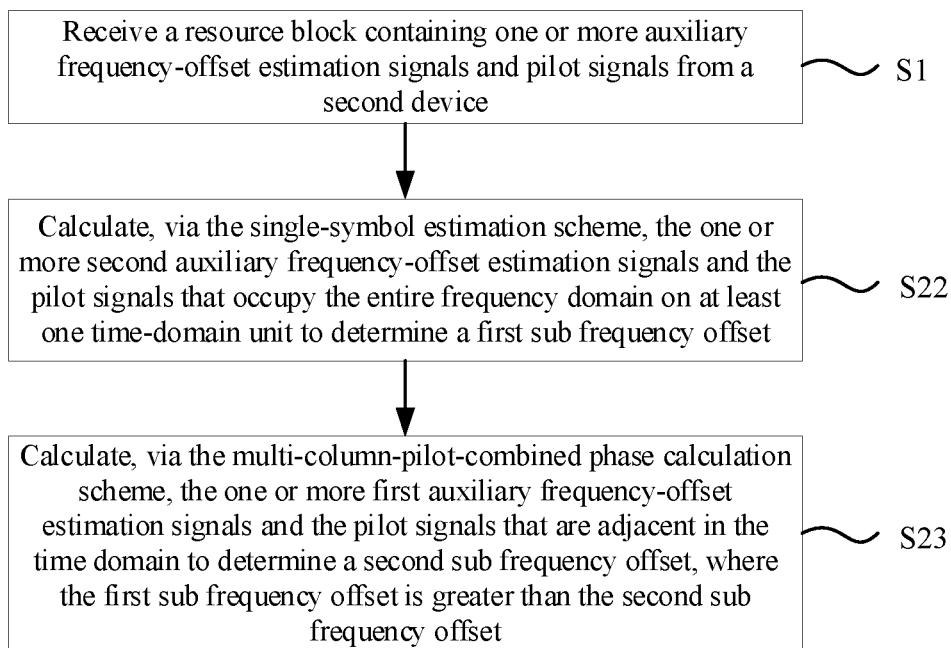 Receive a resource block containing one or more auxiliary
frequency-offset estimation signals and pilot signals from a
second device
S1
Calculate, via the single-symbol estimation scheme, the one or
more second auxiliary frequency-offset estimation signals and the
pilot signals that occupy the entire frequency domain on at least
one time-domain unit to determine a first sub frequency offset
S22
Calculate, via the multi-column-pilot-combined phase calculation
scheme, the one or more first auxiliary frequency-offset
estimation signals and the pilot signals that are adjacent in the
time domain to determine a second sub frequency offset, where
the first sub frequency offset is greater than the second sub
frequency offset
S23